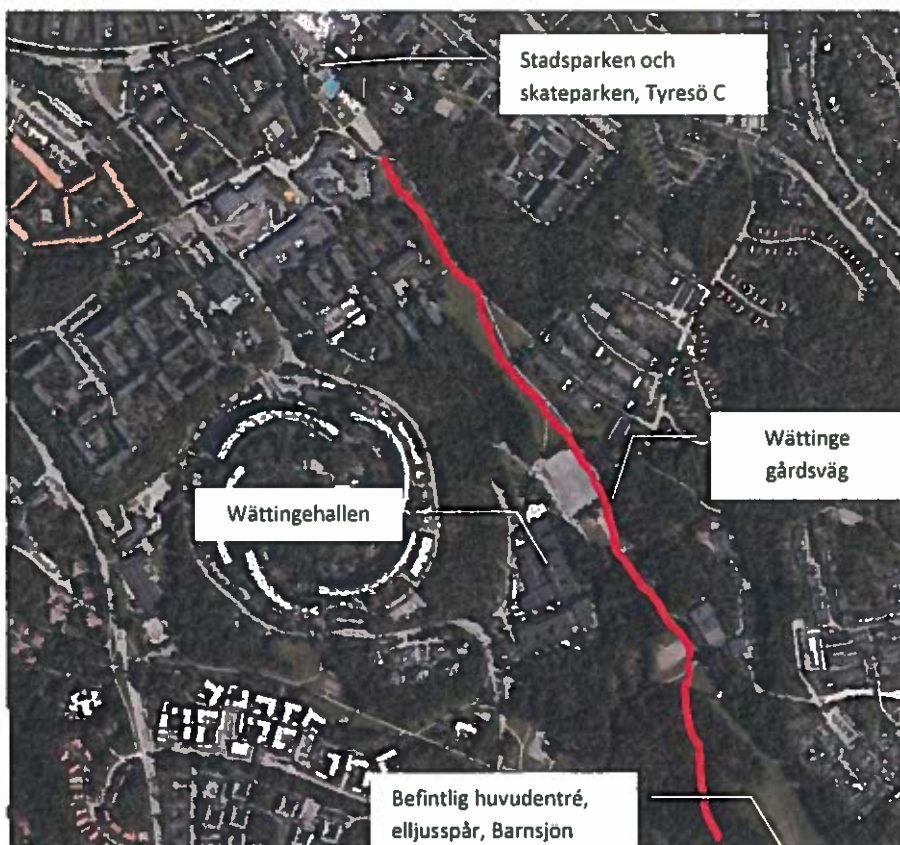 Stadsparken och
skateparken, Tyresö C
Wättinge
gårdsväg
Wättingehallen
Befintlig huvudentré,
elljusspår, Barnsjön